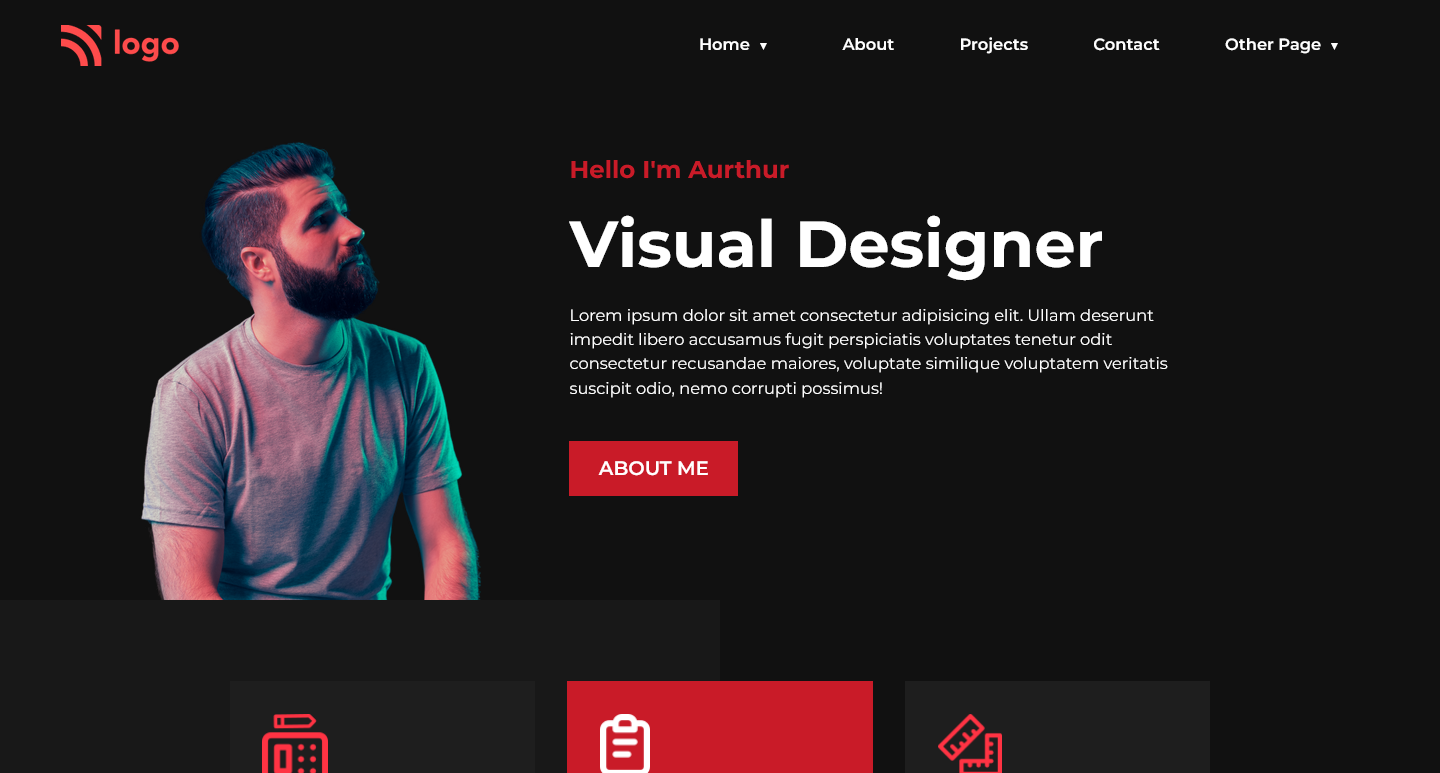 logo
Home ▼
About
Projects
Contact
Other Page ▼
Hello I'm Aurthur
Visual Designer
Lorem ipsum dolor sit amet consectetur adipisicing elit. Ullam deserunt
impedit libero accusamus fugit perspiciatis voluptates tenetur odit
consectetur recusandae maiores, voluptate similique voluptatem veritatis
suscipit odio, nemo corrupti possimus!
ABOUT ME